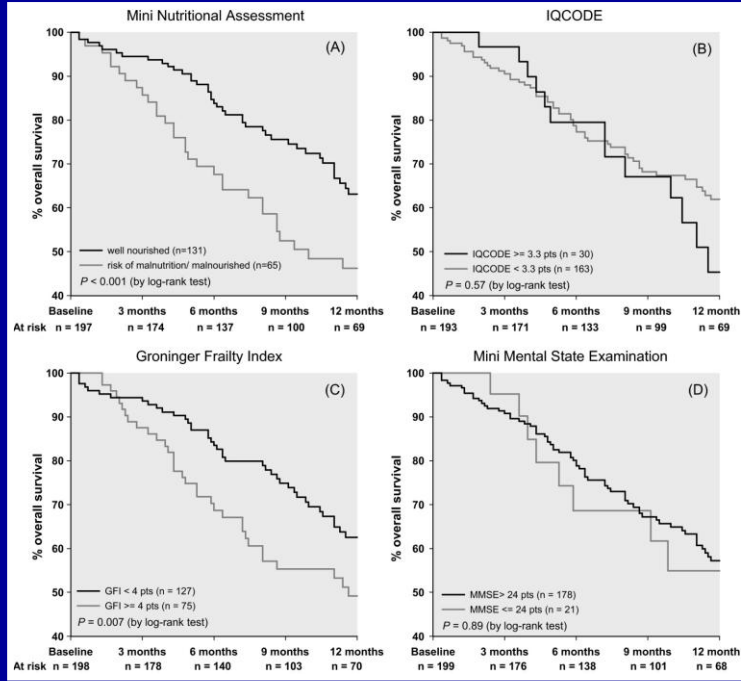 Mini Nutritional Assessment
(A)
% overall survival
100
90
80
70
60
50
40
well nourished (n=131)
risk of malnutrition/ malnourished (n=65)
P < 0.001 (by log-rank test)
Baseline 3 months 6 months 9 months 12 months
At risk n = 197 n = 174 n = 137 n = 100 n = 69
IQCODE
(B)
% overall survival
100
90
80
70
60
50
40
IQCODE >= 3.3 pts (n = 30)
IQCODE < 3.3 pts (n = 163)
P = 0.57 (by log-rank test)
Baseline 3 months 6 months 9 months 12 months
n = 193 n = 171 n = 133 n = 99 n = 69
Groninger Frailty Index
(C)
% overall survival
100
90
80
70
60
50
40
GFI < 4 pts (n = 127)
GFI >= 4 pts (n = 75)
P = 0.007 (by log-rank test)
Baseline 3 months 6 months 9 months 12 months
At risk n = 198 n = 178 n = 140 n = 103 n = 70
Mini Mental State Examination
(D)
% overall survival
100
90
80
70
60
50
40
MMSE> 24 pts (n = 178)
MMSE <= 24 pts (n = 21)
P = 0.89 (by log-rank test)
Baseline 3 months 6 months 9 months 12 months
n = 199 n = 176 n = 138 n = 101 n = 68